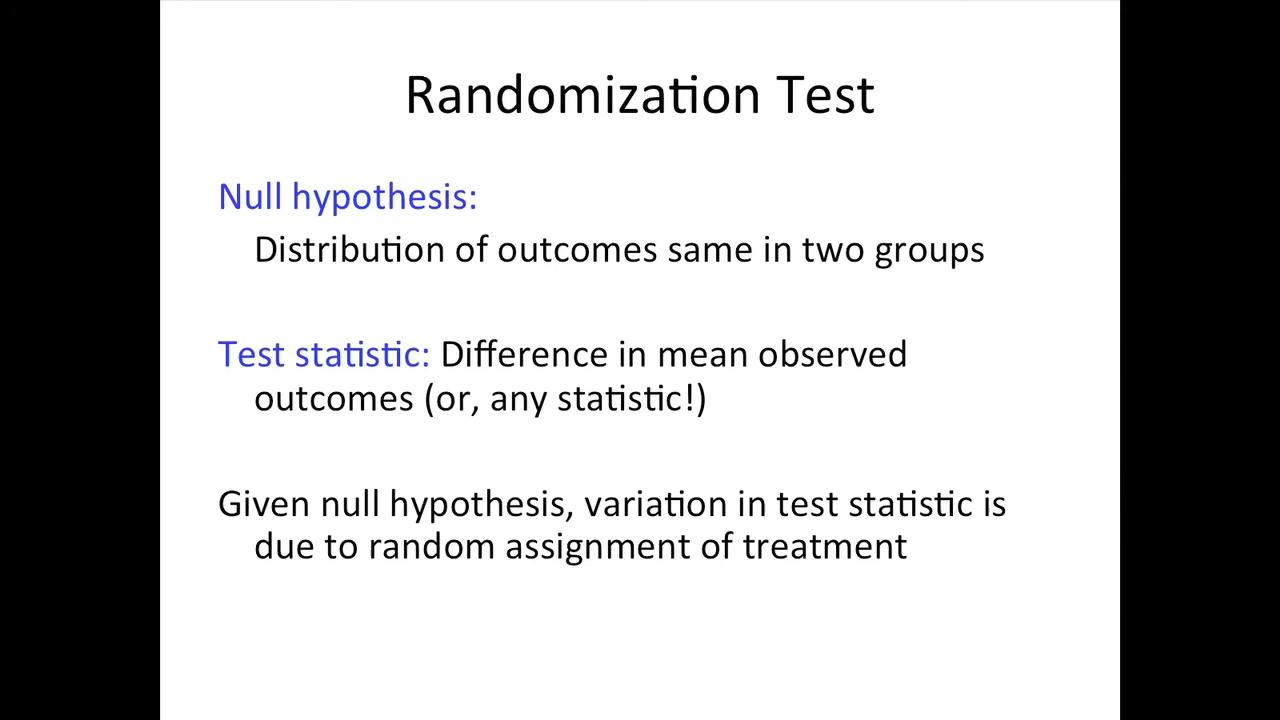 Randomization Test
Null hypothesis:
Distribution of outcomes same in two groups
Test statistic: Difference in mean observed
outcomes (or, any statistic!)
Given null hypothesis, variation in test statistic is
due to random assignment of treatment